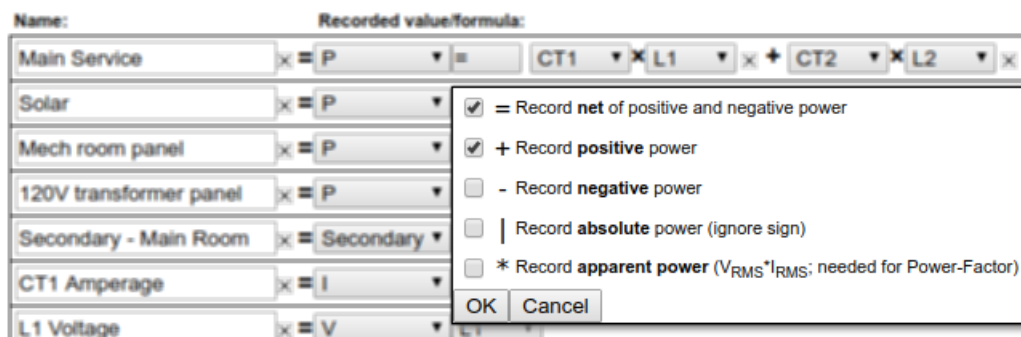 Name: Recorded value/formula:
Main Service × = P ▼ = CT1 ▼ × L1 ▼ × + CT2 ▼ × L2 ▼ ×
Solar × = P ▼
= Record net of positive and negative power
Mech room panel × = P ▼
+ Record positive power
120V transformer panel × = P ▼
- Record negative power
Secondary - Main Room × = Secondary ▼
| Record absolute power (ignore sign)
CT1 Amperage × = I ▼
* Record apparent power (VRMS*IRMS; needed for Power-Factor)
OK Cancel
L1 Voltage × = V ▼ L1